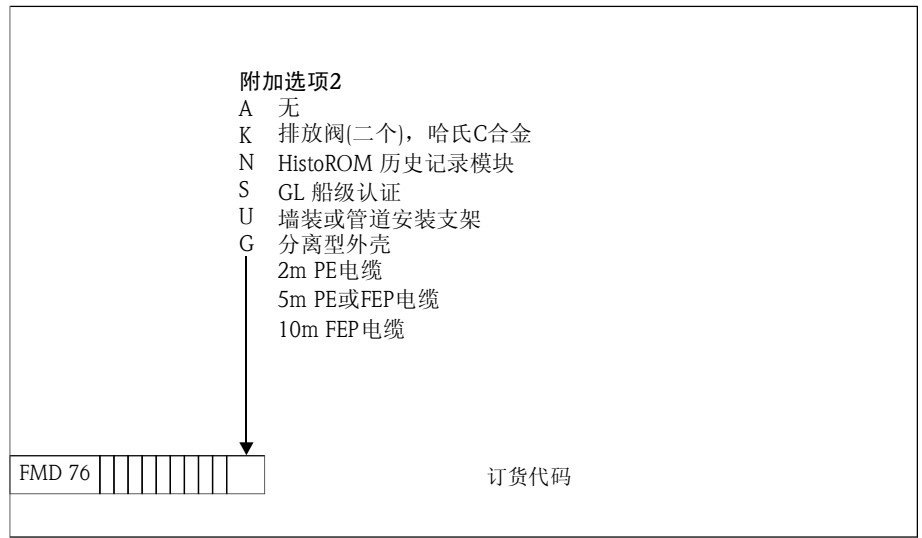 附加选项2
A 无
K 排放阀(二个)，哈氏C合金
N HistoROM 历史记录模块
S GL 船级认证
U 墙装或管道安装支架
G 分离型外壳
2m PE电缆
5m PE或FEP电缆
10m FEP电缆
FMD 76 订货代码